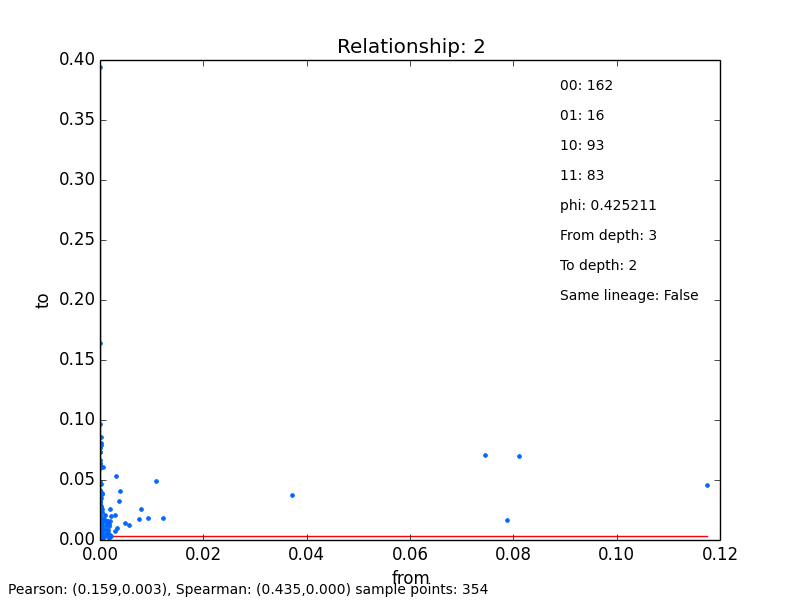 Relationship: 2
0.40
0.35
0.30
0.25
0.20
0.15
0.10
0.05
0.00
to
00: 162
01: 16
10: 93
11: 83
phi: 0.425211
From depth: 3
To depth: 2
Same lineage: False
0.00 0.02 0.04 0.06 0.08 0.10 0.12
from
Pearson: (0.159,0.003), Spearman: (0.435,0.000) sample points: 354